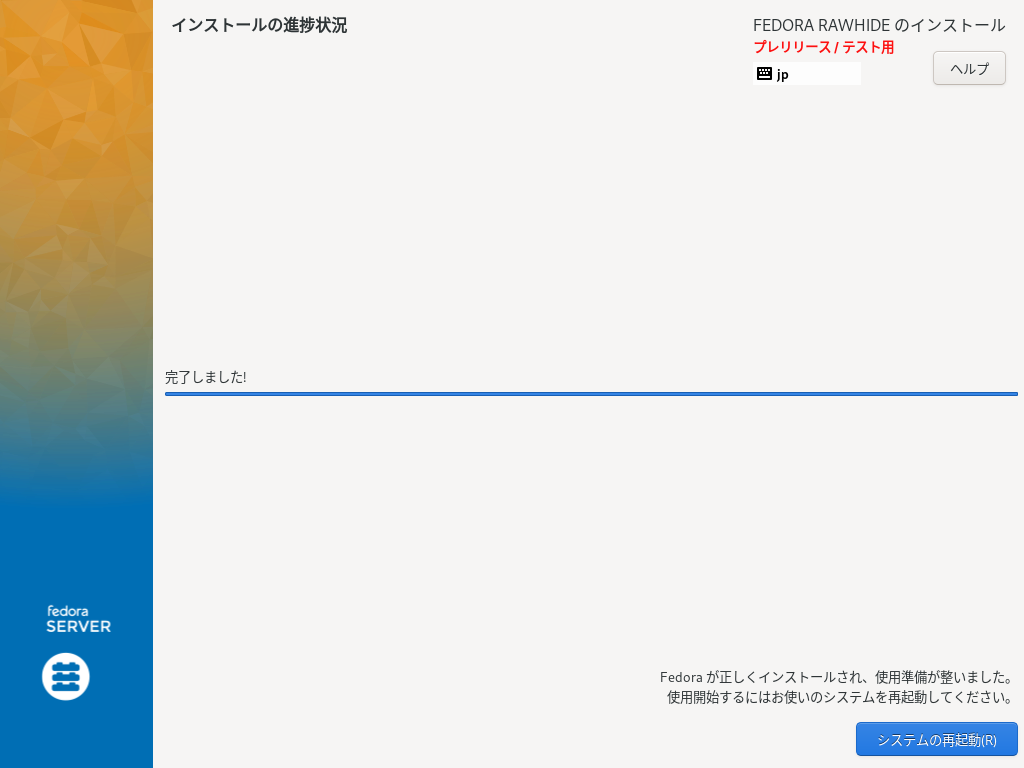 インストールの進捗状況
FEDORA RAWHIDE のインストール
プレリリース / テスト用
jp
ヘルプ
完了しました!
fedora
SERVER
Fedora が正しくインストールされ、使用準備が整いました。
使用開始するにはお使いのシステムを再起動してください。
システムの再起動(R)